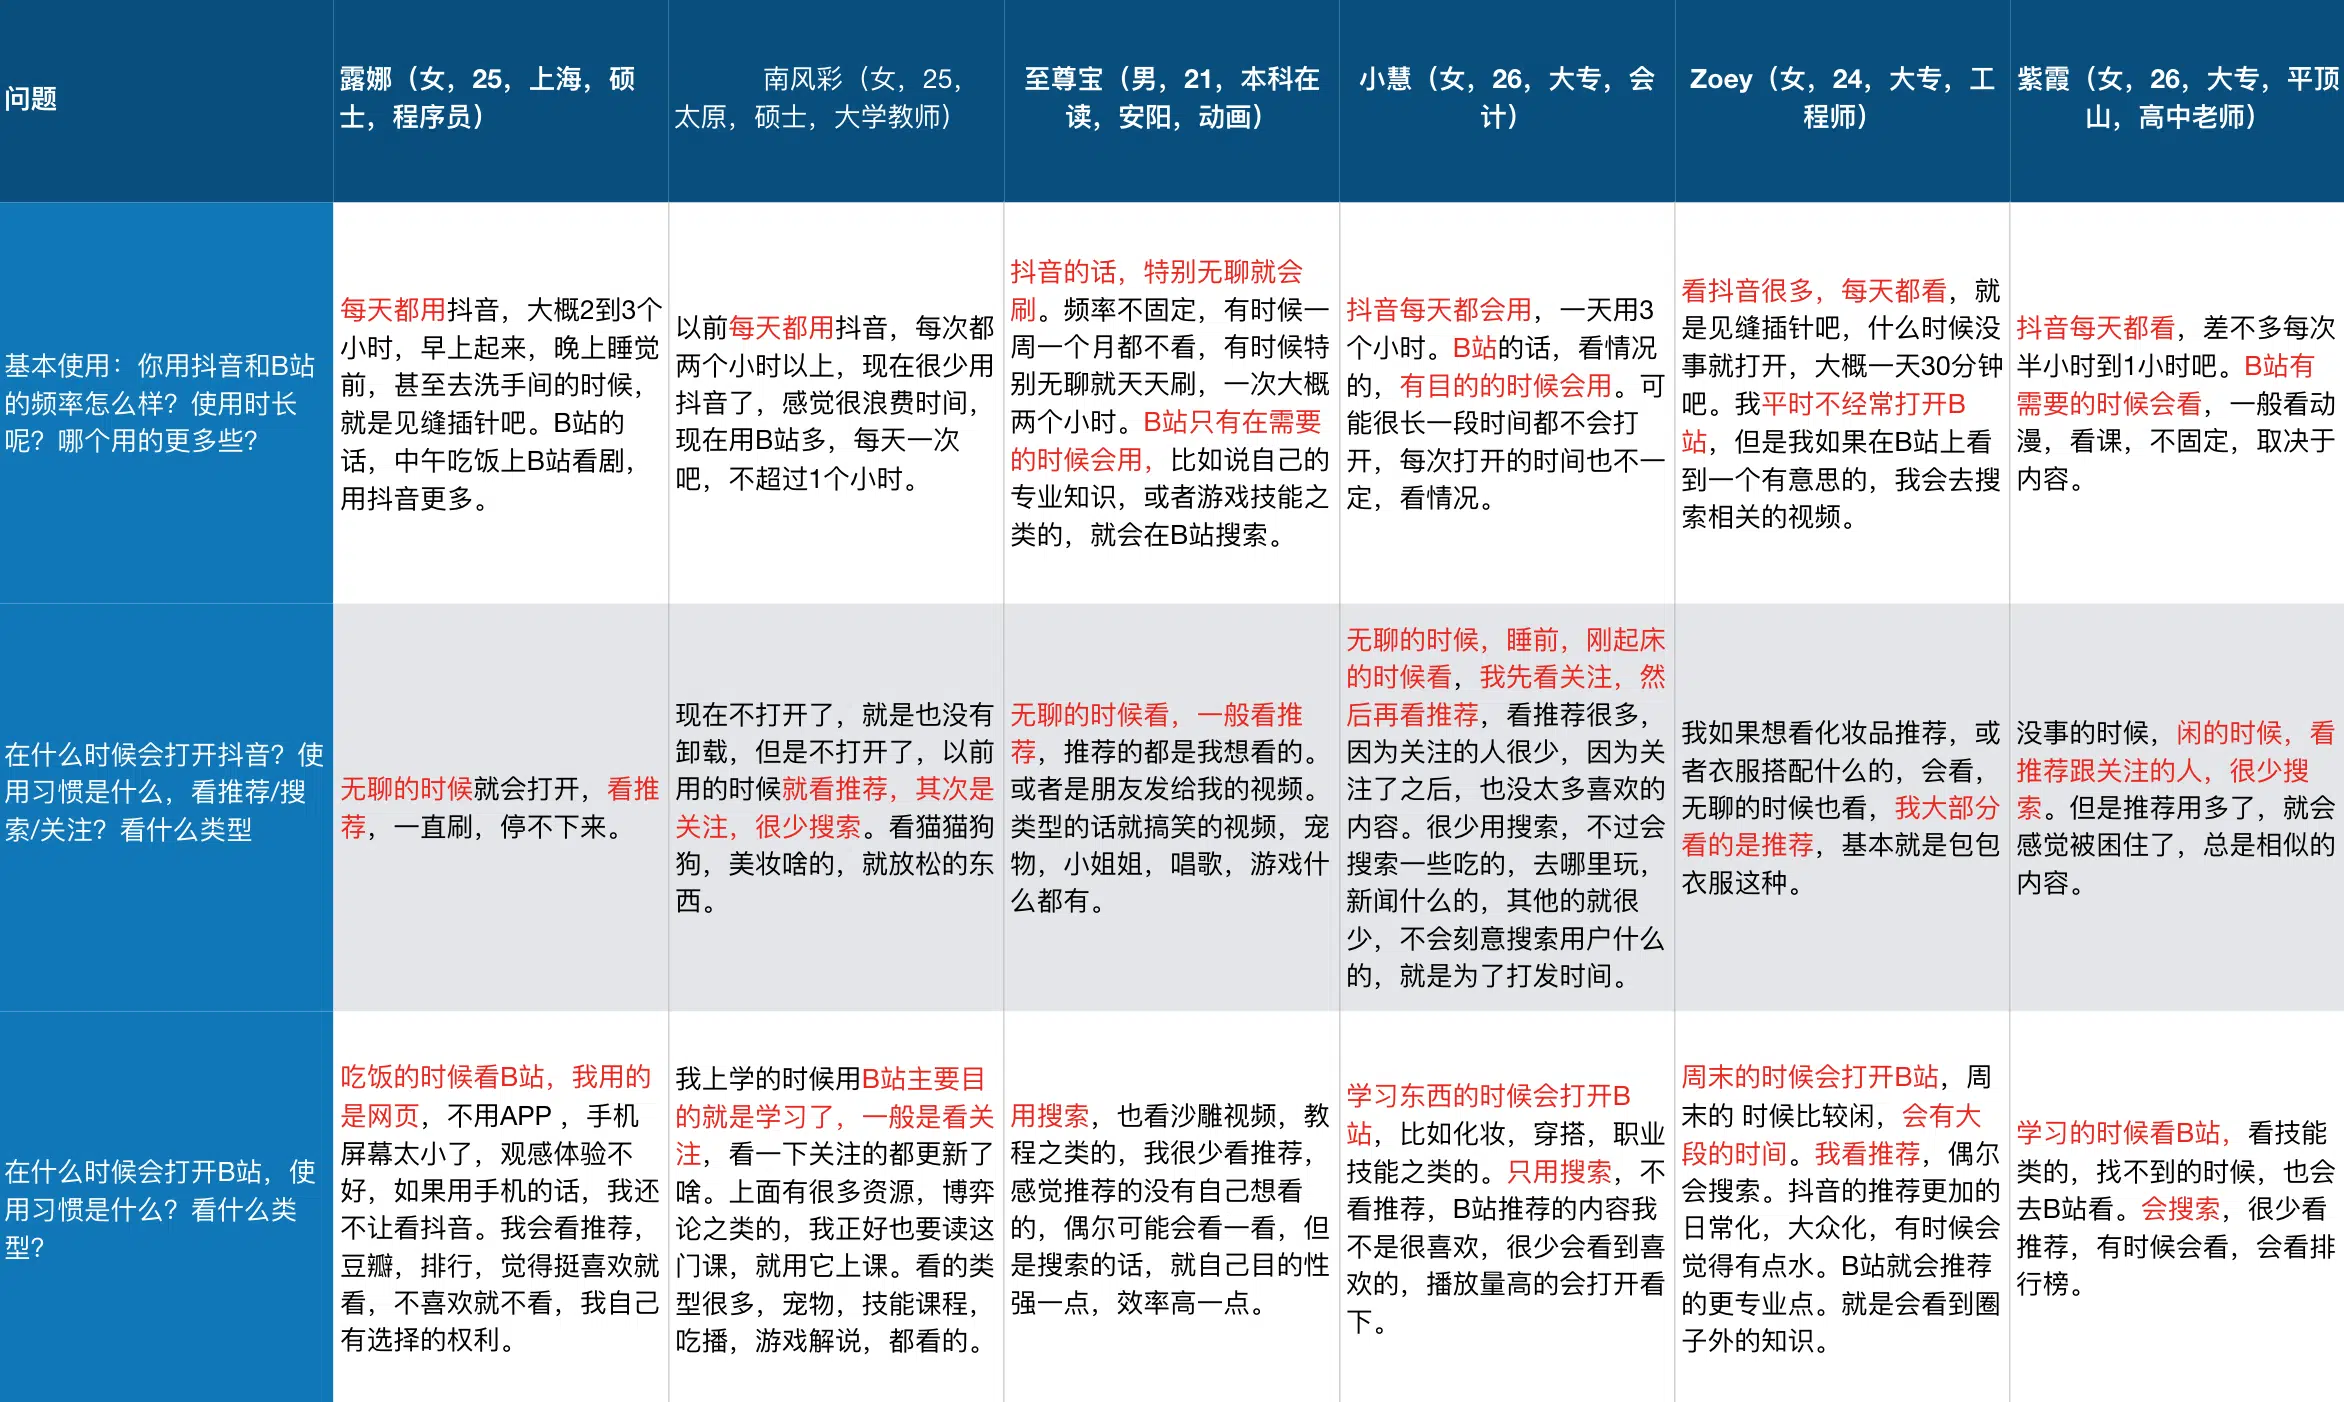 问题
露娜（女，25，上海，硕
士，程序员）
南风彩（女，25，
太原，硕士，大学教师）
至尊宝（男，21，本科在
读，安阳，动画）
小慧（女，26，大专，会
计）
Zoey（女，24，大专，工
程师）
紫霞（女，26，大专，平顶
山，高中老师）
基本使用：你用抖音和B站
的频率怎么样？使用时长
呢？哪个用的更多些？
每天都用抖音，大概2到3个
小时，早上起来，晚上睡觉
前，甚至去洗手间的时候，
就是见缝插针吧。B站的
话，中午吃饭上B站看剧，
用抖音更多。
以前每天都用抖音，每次都
两个小时以上，现在很少用
抖音了，感觉很浪费时间，
现在用B站多，每天一次
吧，不超过1个小时。
抖音的话，特别无聊就会
刷。频率不固定，有时候一
周一个月都不看，有时候特
别无聊就天天刷，一次大概
两个小时。B站只有在需要
的时候会用，比如说自己的
专业知识，或者游戏技能之
类的，就会在B站搜索。
抖音每天都会用，一天用3
个小时。B站的话，看情况
的，有目的的时候会用。可
能很长一段时间都不会打
开，每次打开的时间也不一
定，看情况。
看抖音很多，每天都看，就
是见缝插针吧，什么时候没
事就打开，大概一天30分钟
吧。我平时不经常打开B
站，但是我如果在B站上看
到一个有意思的，我会去搜
索相关的视频。
抖音每天都看，差不多每次
半小时到1小时吧。B站有
需要的时候会看，一般看动
漫，看课，不固定，取决于
内容。
在什么时候会打开抖音？使
用习惯是什么，看推荐/搜
索/关注？看什么类型
无聊的时候就会打开，看推
荐，一直刷，停不下来。
现在不打开了，就是也没有
卸载，但是不打开了，以前
用的时候就看推荐，其次是
关注，很少搜索。看猫猫狗
狗，美妆啥的，就放松的东
西。
无聊的时候看，一般看推
荐，推荐的都是我想看的。
或者是朋友发给我的视频。
类型的话就搞笑的视频，宠
物，小姐姐，唱歌，游戏什
么都有。
无聊的时候，睡前，刚起床
的时候看，我先看关注，然
后再看推荐，看推荐很多，
因为关注的人很少，因为关
注了之后，也没太多喜欢的
内容。很少用搜索，不过会
搜索一些吃的，去哪里玩，
新闻什么的，其他的就很
少，不会刻意搜索用户什么
的，就是为了打发时间。
我如果想看化妆品推荐，或
者衣服搭配什么的，会看，
无聊的时候也看，我大部分
看的是推荐，基本就是包包
衣服这种。
没事的时候，闲的时候，看
推荐跟关注的人，很少搜
索。但是推荐用多了，就会
感觉被困住了，总是相似的
内容。
在什么时候会打开B站，使
用习惯是什么？看什么类
型？
吃饭的时候看B站，我用的
是网页，不用APP ，手机
屏幕太小了，观感体验不
好，如果用手机的话，我还
不让看抖音。我会看推荐，
豆瓣，排行，觉得挺喜欢就
看，不喜欢就不看，我自己
有选择的权利。
我上学的时候用B站主要目
的就是学习了，一般是看关
注，看一下关注的都更新了
啥。上面有很多资源，博弈
论之类的，我正好也要读这
门课，就用它上课。看的类
型很多，宠物，技能课程，
吃播，游戏解说，都看的。
用搜索，也看沙雕视频，教
程之类的，我很少看推荐，
感觉推荐的没有自己想看
的，偶尔可能会看一看，但
是搜索的话，就自己目的性
强一点，效率高一点。
学习东西的时候会打开B
站，比如化妆，穿搭，职业
技能之类的。只用搜索，不
看推荐，B站推荐的内容我
不是很喜欢，很少会看到喜
欢的，播放量高的会打开看
下。
周末的时候会打开B站，周
末的 时候比较闲，会有大
段的时间。我看推荐，偶尔
会搜索。抖音的推荐更加的
日常化，大众化，有时候会
觉得有点水。B站就会推荐
的更专业点。就是会看到圈
子外的知识。
学习的时候看B站，看技能
类的，找不到的时候，也会
去B站看。会搜索，很少看
推荐，有时候会看，会看排
行榜。